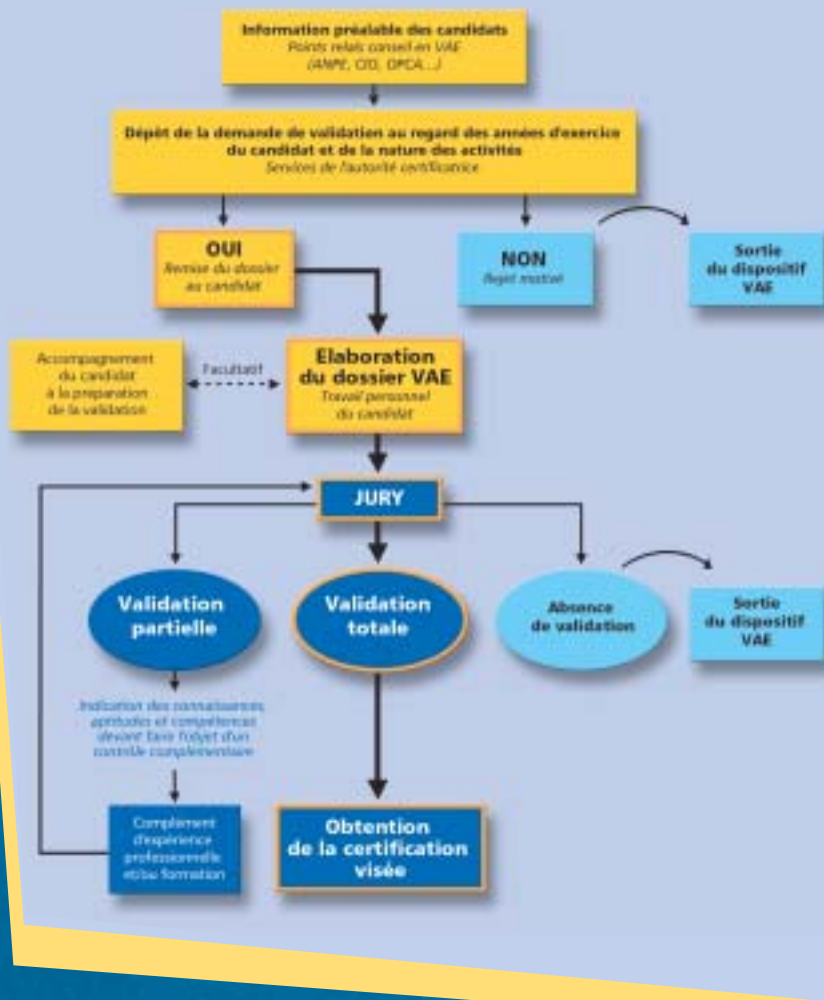 Information préalable des candidats
Points relais conseil en VAE
(ANPE, CIO, OPCA...)
Dépôt de la demande de validation au regard des années d'exercice
du candidat et de la nature des activités
Services de l'autorité certificatrice
OUI
Remise du dossier
au candidat
NON
Rejet motivé
Sortie
du dispositif
VAE
Accompagnement
du candidat
à la préparation
de la validation
Facultatif
Elaboration
du dossier VAE
Travail personnel
du candidat
JURY
Validation
partielle
Validation
totale
Absence
de validation
Sortie
du dispositif
VAE
Indication des connaissances,
aptitudes et compétences
devant faire l'objet d'un
contrôle complémentaire
Complément
d'expérience
professionnelle
et/ou formation
Obtention
de la certification
visée